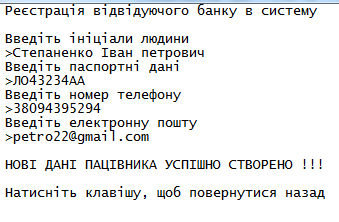 Реєстрація відвідуючого банку в систему
Введіть ініціали людини
>Степаненко Іван петрович
Введіть паспортні дані
>ЛО43234АА
Введіть номер телефону
>38094395294
Введіть електронну пошту
>petro22@gmail.com
НОВІ ДАНІ ПАЦІВНИКА УСПІШНО СТВОРЕНО !!!
Натисніть клавішу, щоб повернутися назад